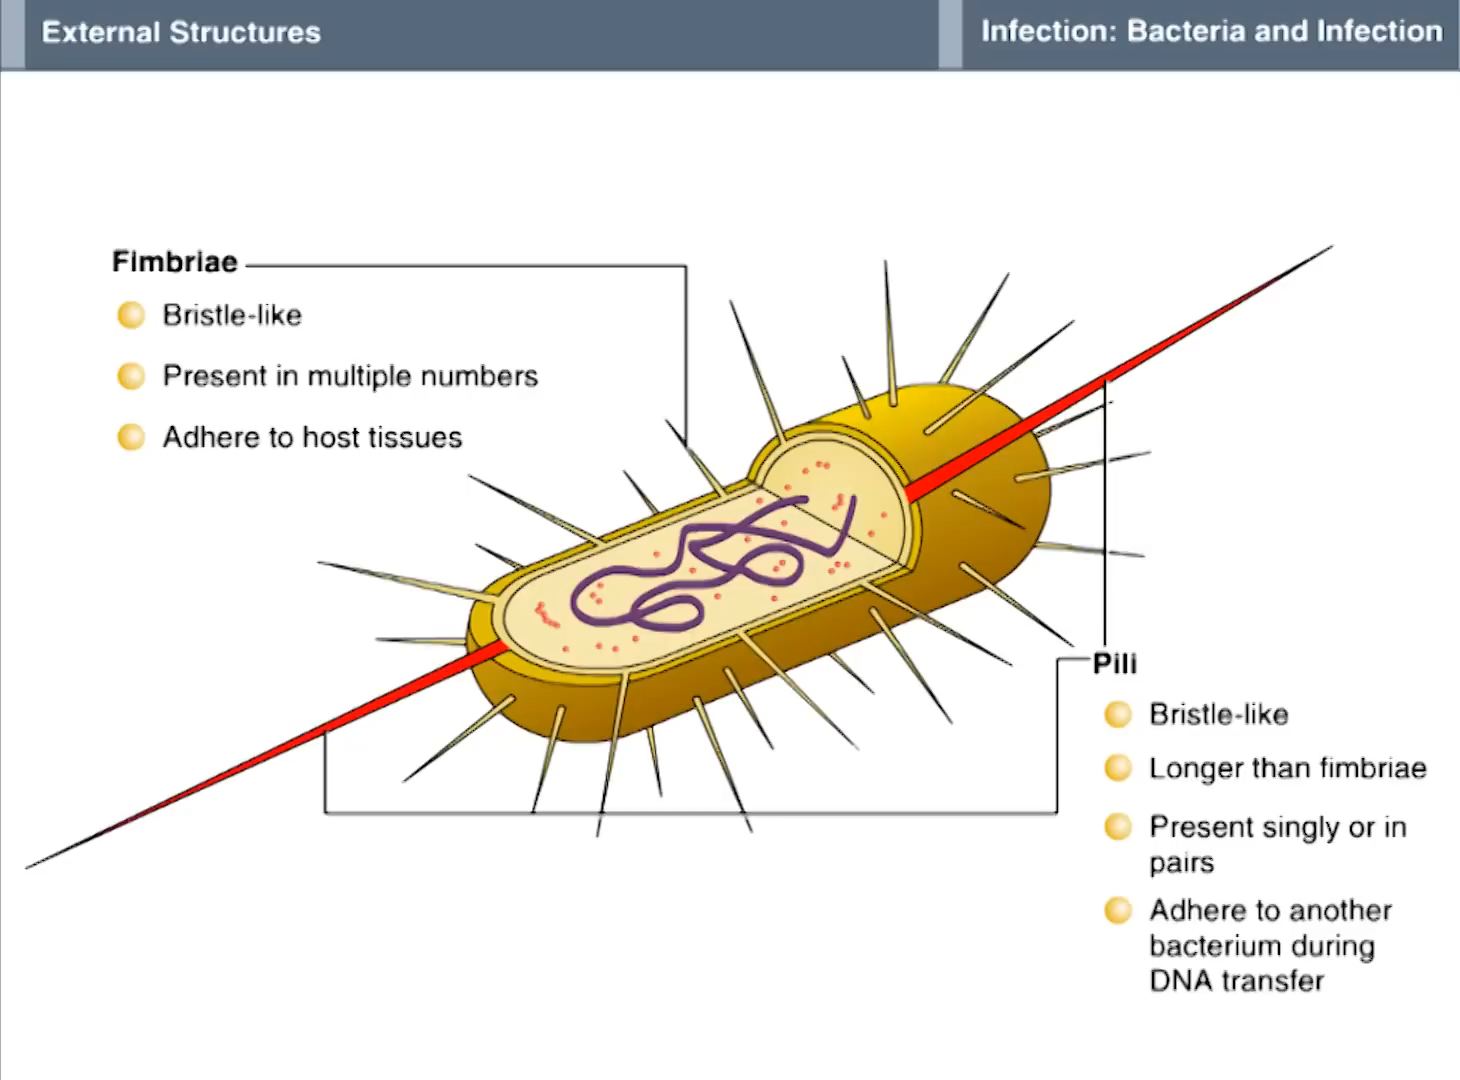 External Structures
Infection: Bacteria and Infection
Fimbriae
Bristle-like
Present in multiple numbers
Adhere to host tissues
Pili
Bristle-like
Longer than fimbriae
Present singly or in
pairs
Adhere to another
bacterium during
DNA transfer